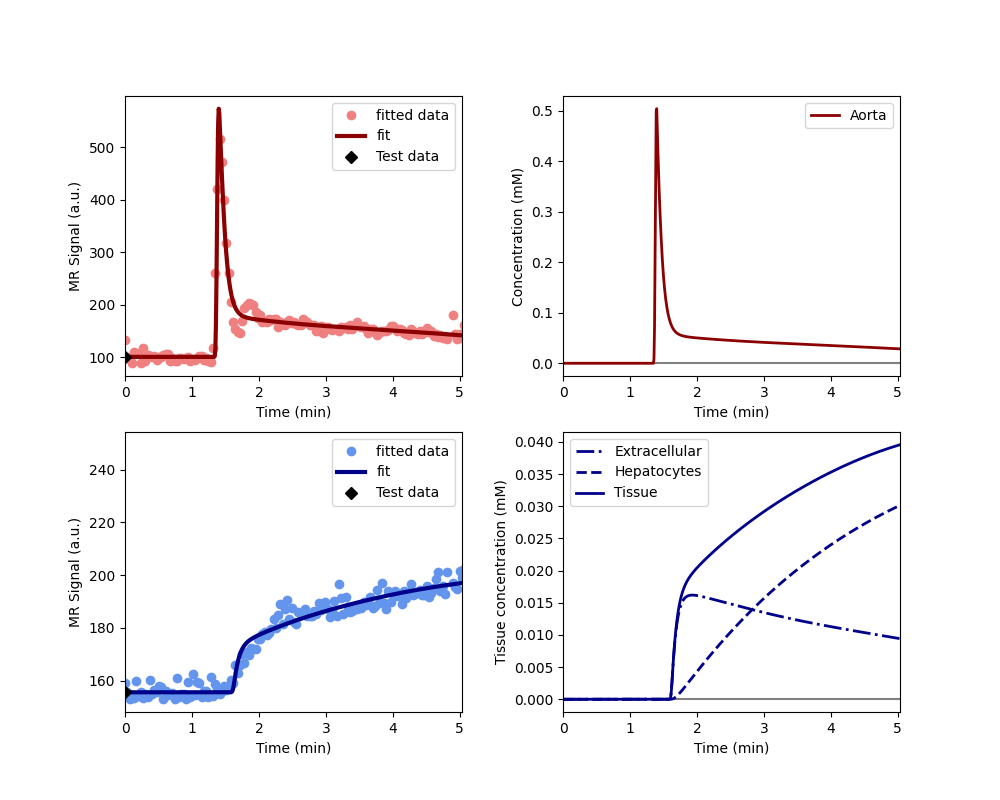 MR Signal (a.u.)
500
400
300
200
100
fitted data
fit
Test data
0 1 2 3 4 5
Time (min)
Concentration (mM)
0.5
0.4
0.3
0.2
0.1
0.0
Aorta
0 1 2 3 4 5
Time (min)
MR Signal (a.u.)
240
220
200
180
160
fitted data
fit
Test data
0 1 2 3 4 5
Time (min)
Tissue concentration (mM)
0.040
0.035
0.030
0.025
0.020
0.015
0.010
0.005
0.000
Extracellular
Hepatocytes
Tissue
0 1 2 3 4 5
Time (min)